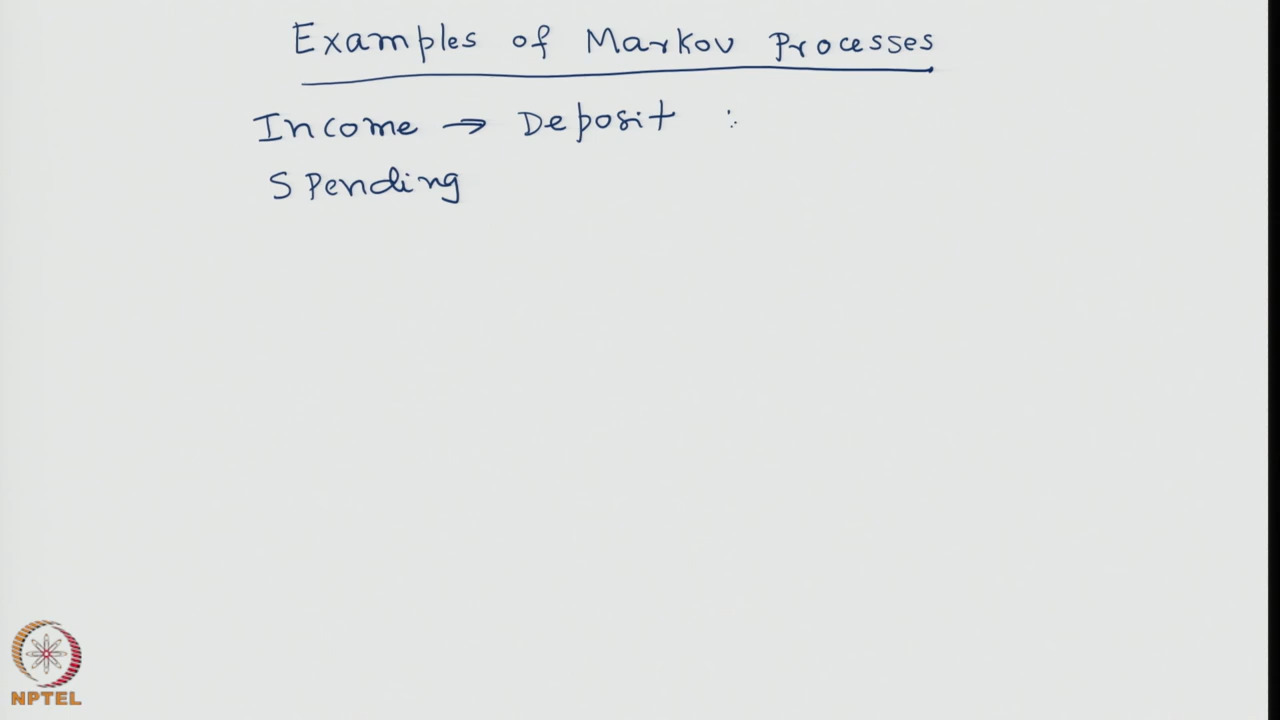 Examples of Markov Processes
Income → Deposit :
Spending
NPTEL